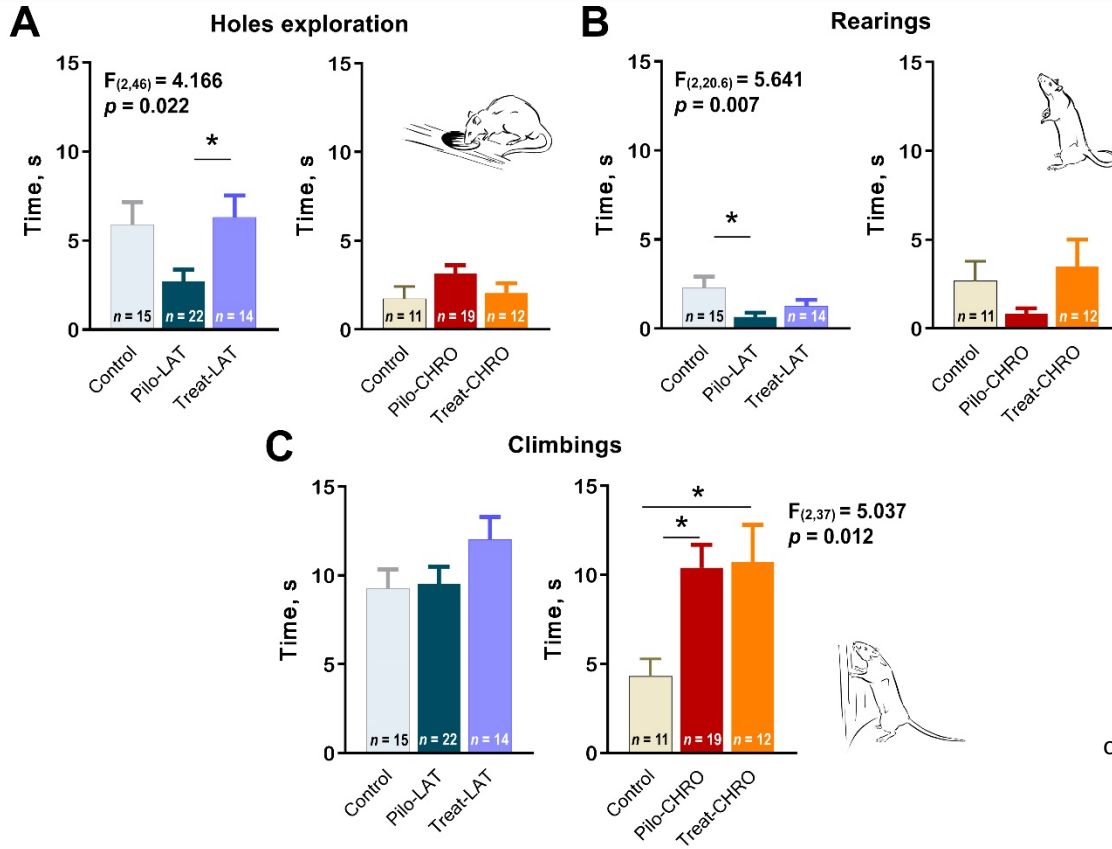 A
Holes exploration
15
10
5
0
Time, s
F(2,46) = 4.166
p = 0.022
*
n = 15
n = 22
n = 14
Control
Pilo-LAT
Treat-LAT
15
10
5
0
Time, s
n = 11
n = 19
n = 12
Control
Pilo-CHRO
Treat-CHRO
B
Rearings
15
10
5
0
Time, s
F(2,20.6) = 5.641
p = 0.007
*
n = 15
n = 14
Control
Pilo-LAT
Treat-LAT
15
10
5
0
Time, s
n = 11
n = 12
Control
Pilo-CHRO
Treat-CHRO
C
Climbings
15
10
5
0
Time, s
n = 15
n = 22
n = 14
Control
Pilo-LAT
Treat-LAT
15
10
5
0
Time, s
*
*
F(2,37) = 5.037
p = 0.012
n = 11
n = 19
n = 12
Control
Pilo-CHRO
Treat-CHRO